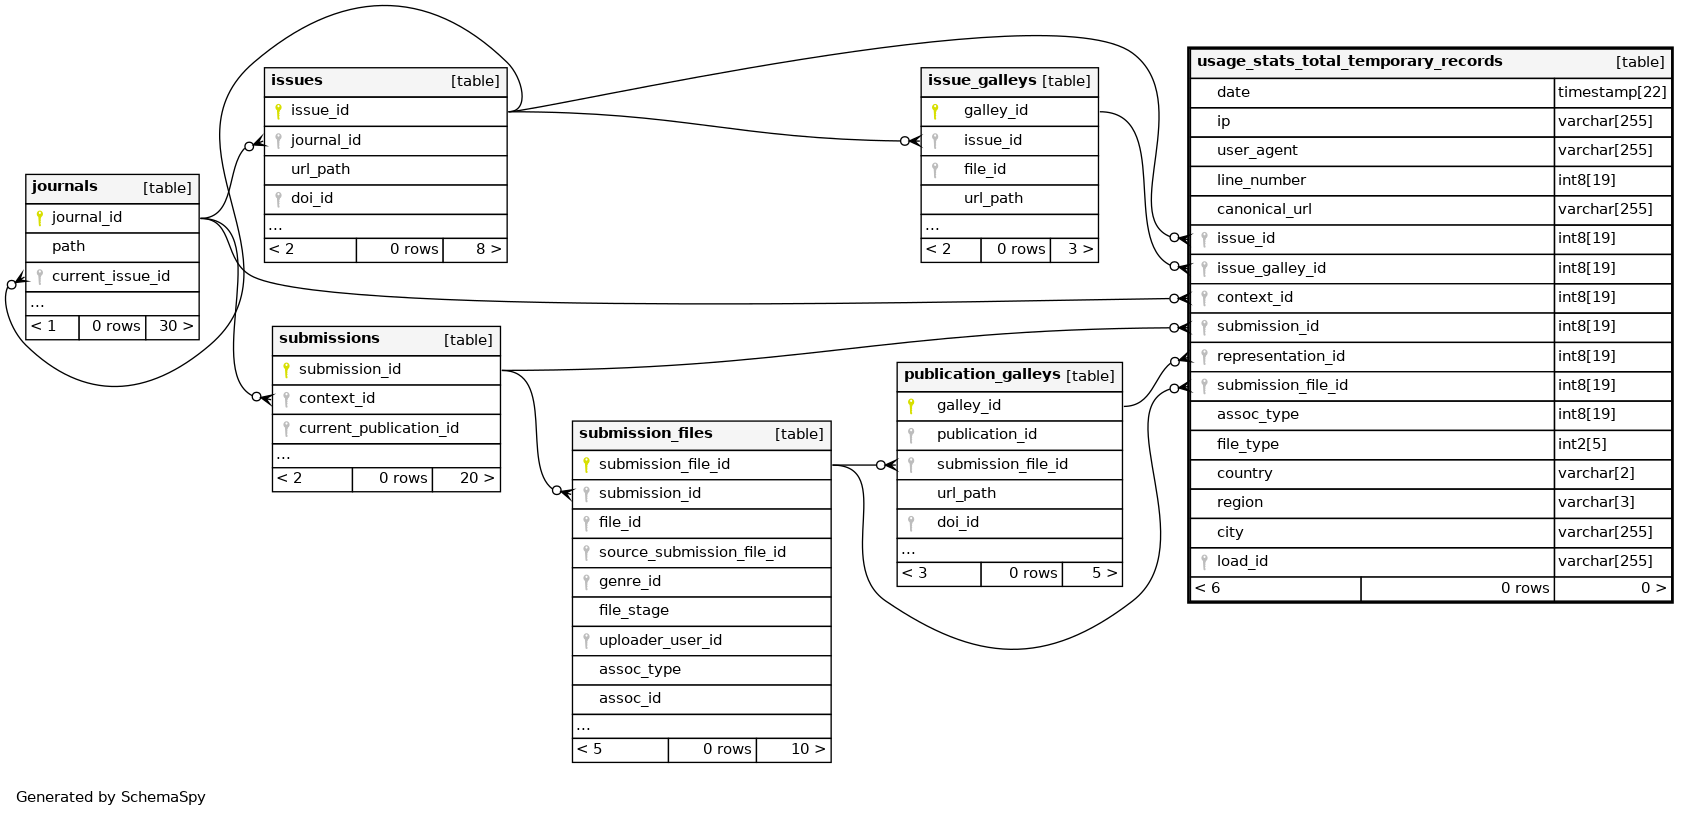 issues [table]
issue_id
journal_id
url_path
doi_id
...
< 2 0 rows 8 >
issue_galleys [table]
galley_id
issue_id
file_id
url_path
...
< 2 0 rows 3 >
usage_stats_total_temporary_records [table]
date timestamp[22]
ip varchar[255]
user_agent varchar[255]
line_number int8[19]
canonical_url varchar[255]
issue_id int8[19]
issue_galley_id int8[19]
context_id int8[19]
submission_id int8[19]
representation_id int8[19]
submission_file_id int8[19]
assoc_type int8[19]
file_type int2[5]
country varchar[2]
region varchar[3]
city varchar[255]
load_id varchar[255]
< 6 0 rows 0 >
journals [table]
journal_id
path
current_issue_id
...
< 1 0 rows 30 >
submissions [table]
submission_id
context_id
current_publication_id
...
< 2 0 rows 20 >
publication_galleys [table]
galley_id
publication_id
submission_file_id
url_path
doi_id
...
< 3 0 rows 5 >
submission_files [table]
submission_file_id
submission_id
file_id
source_submission_file_id
genre_id
file_stage
uploader_user_id
assoc_type
assoc_id
...
< 5 0 rows 10 >
Generated by SchemaSpy